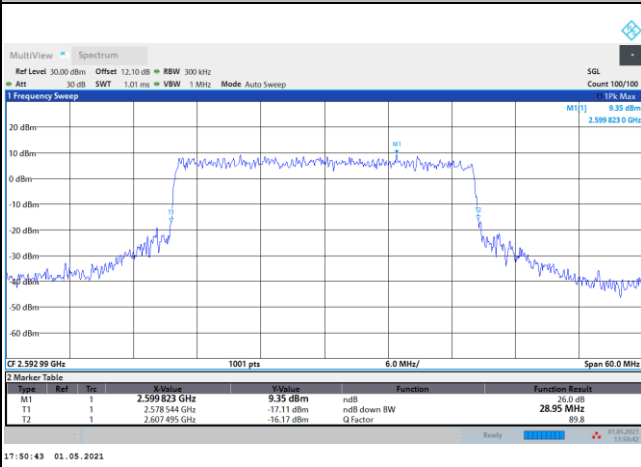 MultiView Spectrum
Ref Level 30.00 dBm Offset 12.10 dB RBW 300 kHz SGL
Att 30 dB SWT 1.01 ms VBW 1 MHz Mode Auto Sweep Count 100/100
1 Frequency Sweep 1Pk Max
M1[1] 9.35 dBm
2.599 823 0 GHz
20 dBm
M1
10 dBm
0 dBm
-10 dBm
T1 T2
-20 dBm
-30 dBm
-40 dBm
-50 dBm
-60 dBm
CF 2.592 99 GHz 1001 pts 6.0 MHz/ Span 60.0 MHz
2 Marker Table
Type Ref Trc X-Value Y-Value Function Function Result
M1 1 2.599 823 GHz 9.35 dBm ndB 26.0 dB
T1 1 2.578 544 GHz -17.11 dBm ndB down BW 28.95 MHz
T2 1 2.607 495 GHz -16.17 dBm Q Factor 89.8
Ready 01.05.2021
17:50:43
17:50:43 01.05.2021